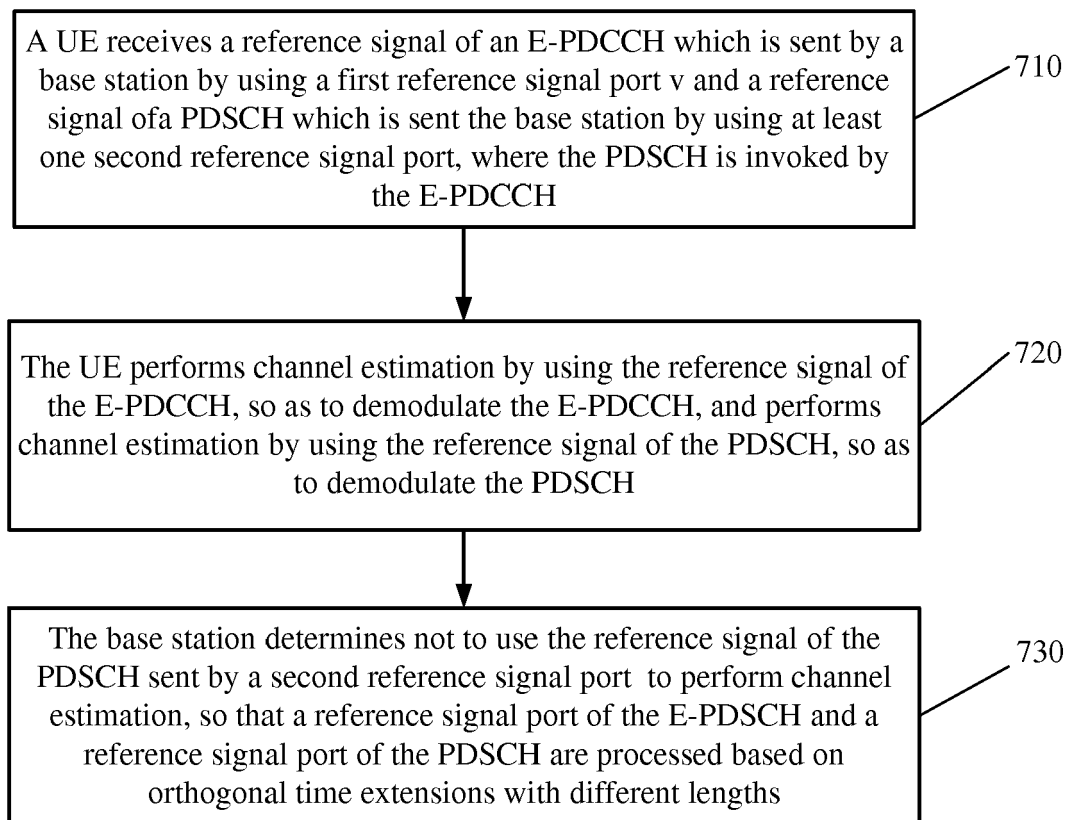 A UE receives a reference signal of an E-PDCCH which is sent by a
base station by using a first reference signal port v and a reference
signal ofa PDSCH which is sent the base station by using at least
one second reference signal port, where the PDSCH is invoked by
the E-PDCCH
710
The UE performs channel estimation by using the reference signal of
the E-PDCCH, so as to demodulate the E-PDCCH, and performs
channel estimation by using the reference signal of the PDSCH, so as
to demodulate the PDSCH
720
The base station determines not to use the reference signal of the
PDSCH sent by a second reference signal port to perform channel
estimation, so that a reference signal port of the E-PDSCH and a
reference signal port of the PDSCH are processed based on
orthogonal time extensions with different lengths
730